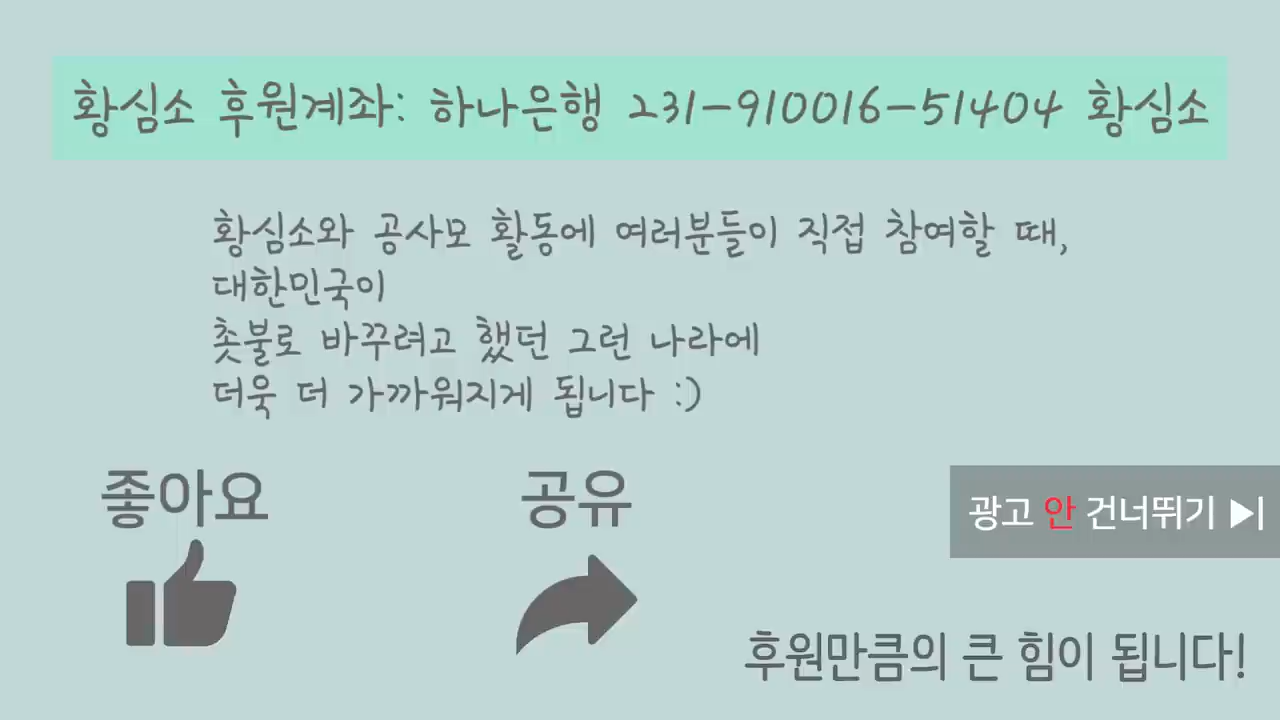 황심소 후원계좌: 하나은행 231-910016-51404 황심소
황심소와 공사모 활동에 여러분들이 직접 참여할 때,
대한민국이
촛불로 바꾸려고 했던 그런 나라에
더욱 더 가까워지게 됩니다 :)
좋아요
공유
광고 안 건너뛰기
후원만큼의 큰 힘이 됩니다!